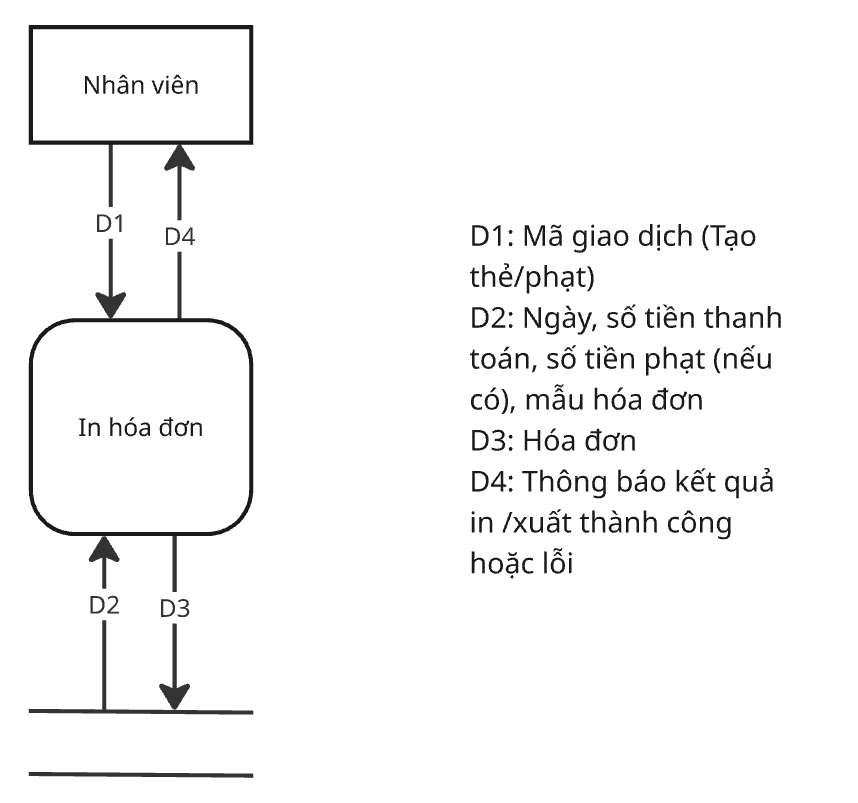 Nhân viên
D1
D4
In hóa đơn
D2
D3
D1: Mã giao dịch (Tạo
thẻ/phạt)
D2: Ngày, số tiền thanh
toán, số tiền phạt (nếu
có), mẫu hóa đơn
D3: Hóa đơn
D4: Thông báo kết quả
in /xuất thành công
hoặc lỗi